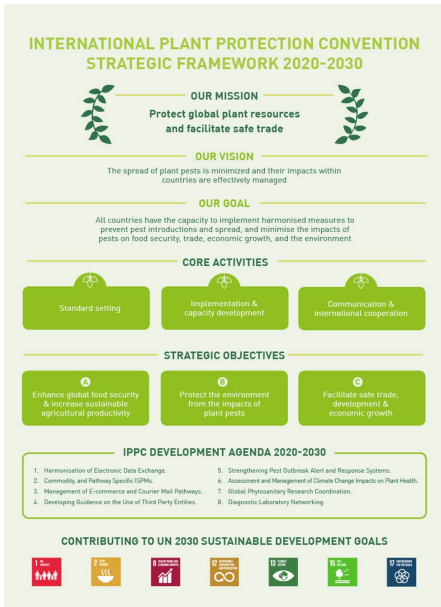 INTERNATIONAL PLANT PROTECTION CONVENTION
STRATEGIC FRAMEWORK 2020-2030
OUR MISSION
Protect global plant resources
and facilitate safe trade
OUR VISION
The spread of plant pests is minimized and their impacts within
countries are effectively managed
OUR GOAL
All countries have the capacity to implement harmonised measures to
prevent pest introductions and spread, and minimise the impacts of
pests on food security, trade, economic growth, and the environment
CORE ACTIVITIES
Standard setting
Implementation &
capacity development
Communication &
international cooperation
STRATEGIC OBJECTIVES
A
Enhance global food security
& increase sustainable
agricultural productivity
B
Protect the environment
from the impacts of
plant pests
C
Facilitate safe trade,
development &
economic growth
IPPC DEVELOPMENT AGENDA 2020-2030
1. Harmonisation of Electronic Data Exchange.
2. Commodity, and Pathway Specific ISPMs.
3. Management of E-commerce and Courier Mail Pathways.
4. Developing Guidance on the Use of Third Party Entities.
5. Strengthening Pest Outbreak Alert and Response Systems.
6. Assessment and Management of Climate Change Impacts on Plant Health.
7. Global Phytosanitary Research Coordination.
8. Diagnostic Laboratory Networking.
CONTRIBUTING TO UN 2030 SUSTAINABLE DEVELOPMENT GOALS
1
2
8
12
13
15
17